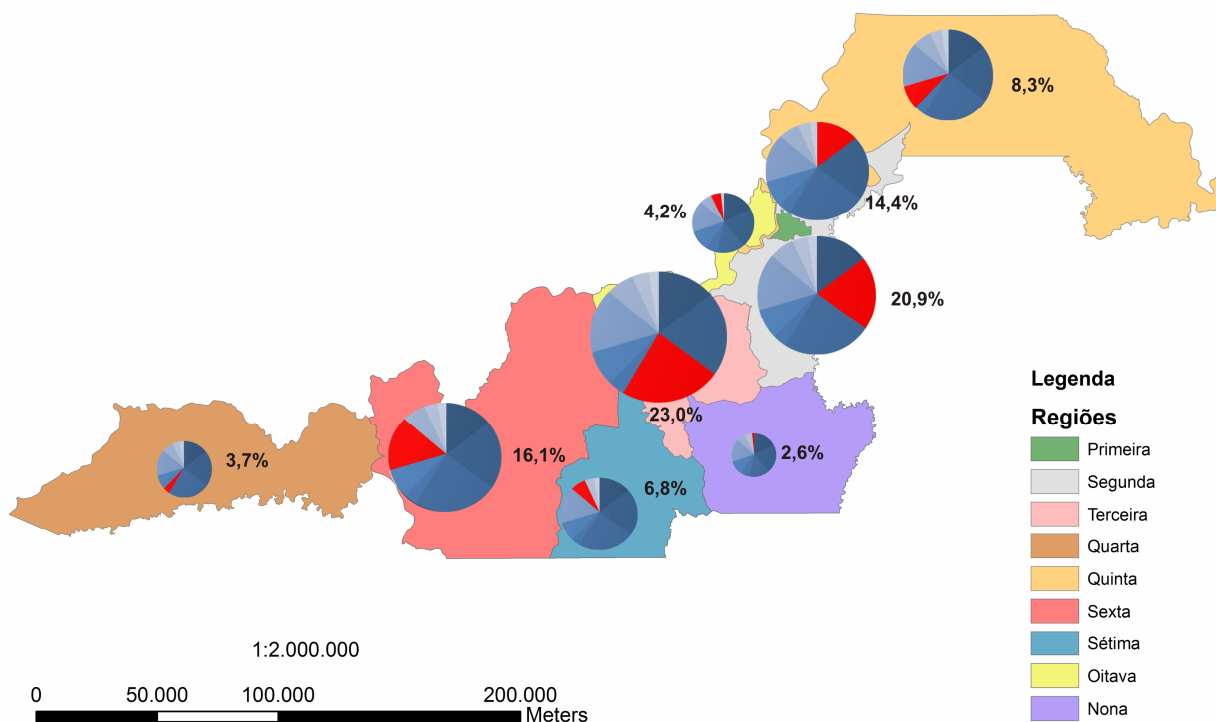 8,3%
14,4%
4,2%
20,9%
23,0%
16,1%
3,7%
6,8%
2,6%
Legenda
Regiões
Primeira
Segunda
Terceira
Quarta
Quinta
Sexta
Sétima
Oitava
Nona
1:2.000.000
0 50.000 100.000 200.000
Meters